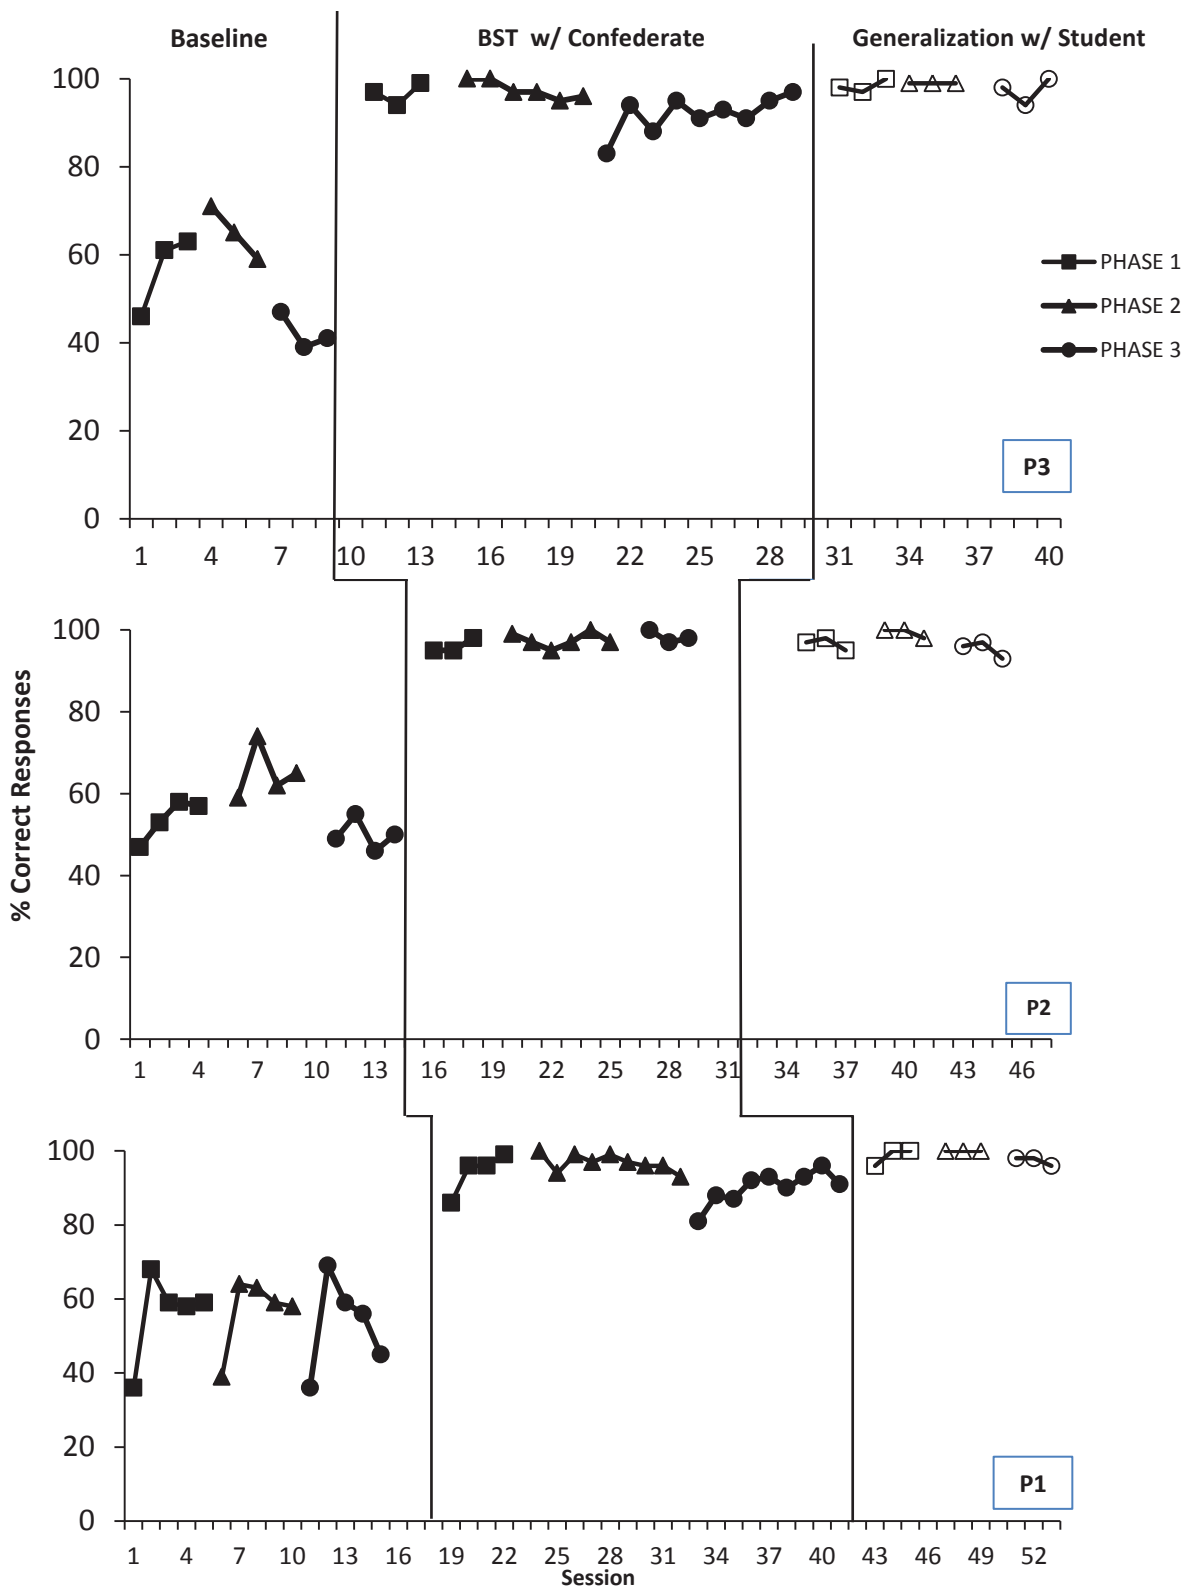 Baseline BST w/ Confederate Generalization w/ Student
100
80
60
40
20
0
PHASE 1
PHASE 2
PHASE 3
P3
1 4 7 10 13 16 19 22 25 28 31 34 37 40
% Correct Responses
100
80
60
40
20
0
P2
1 4 7 10 13 16 19 22 25 28 31 34 37 40 43 46
100
80
60
40
20
0
P1
1 4 7 10 13 16 19 22 25 28 31 34 37 40 43 46 49 52
Session